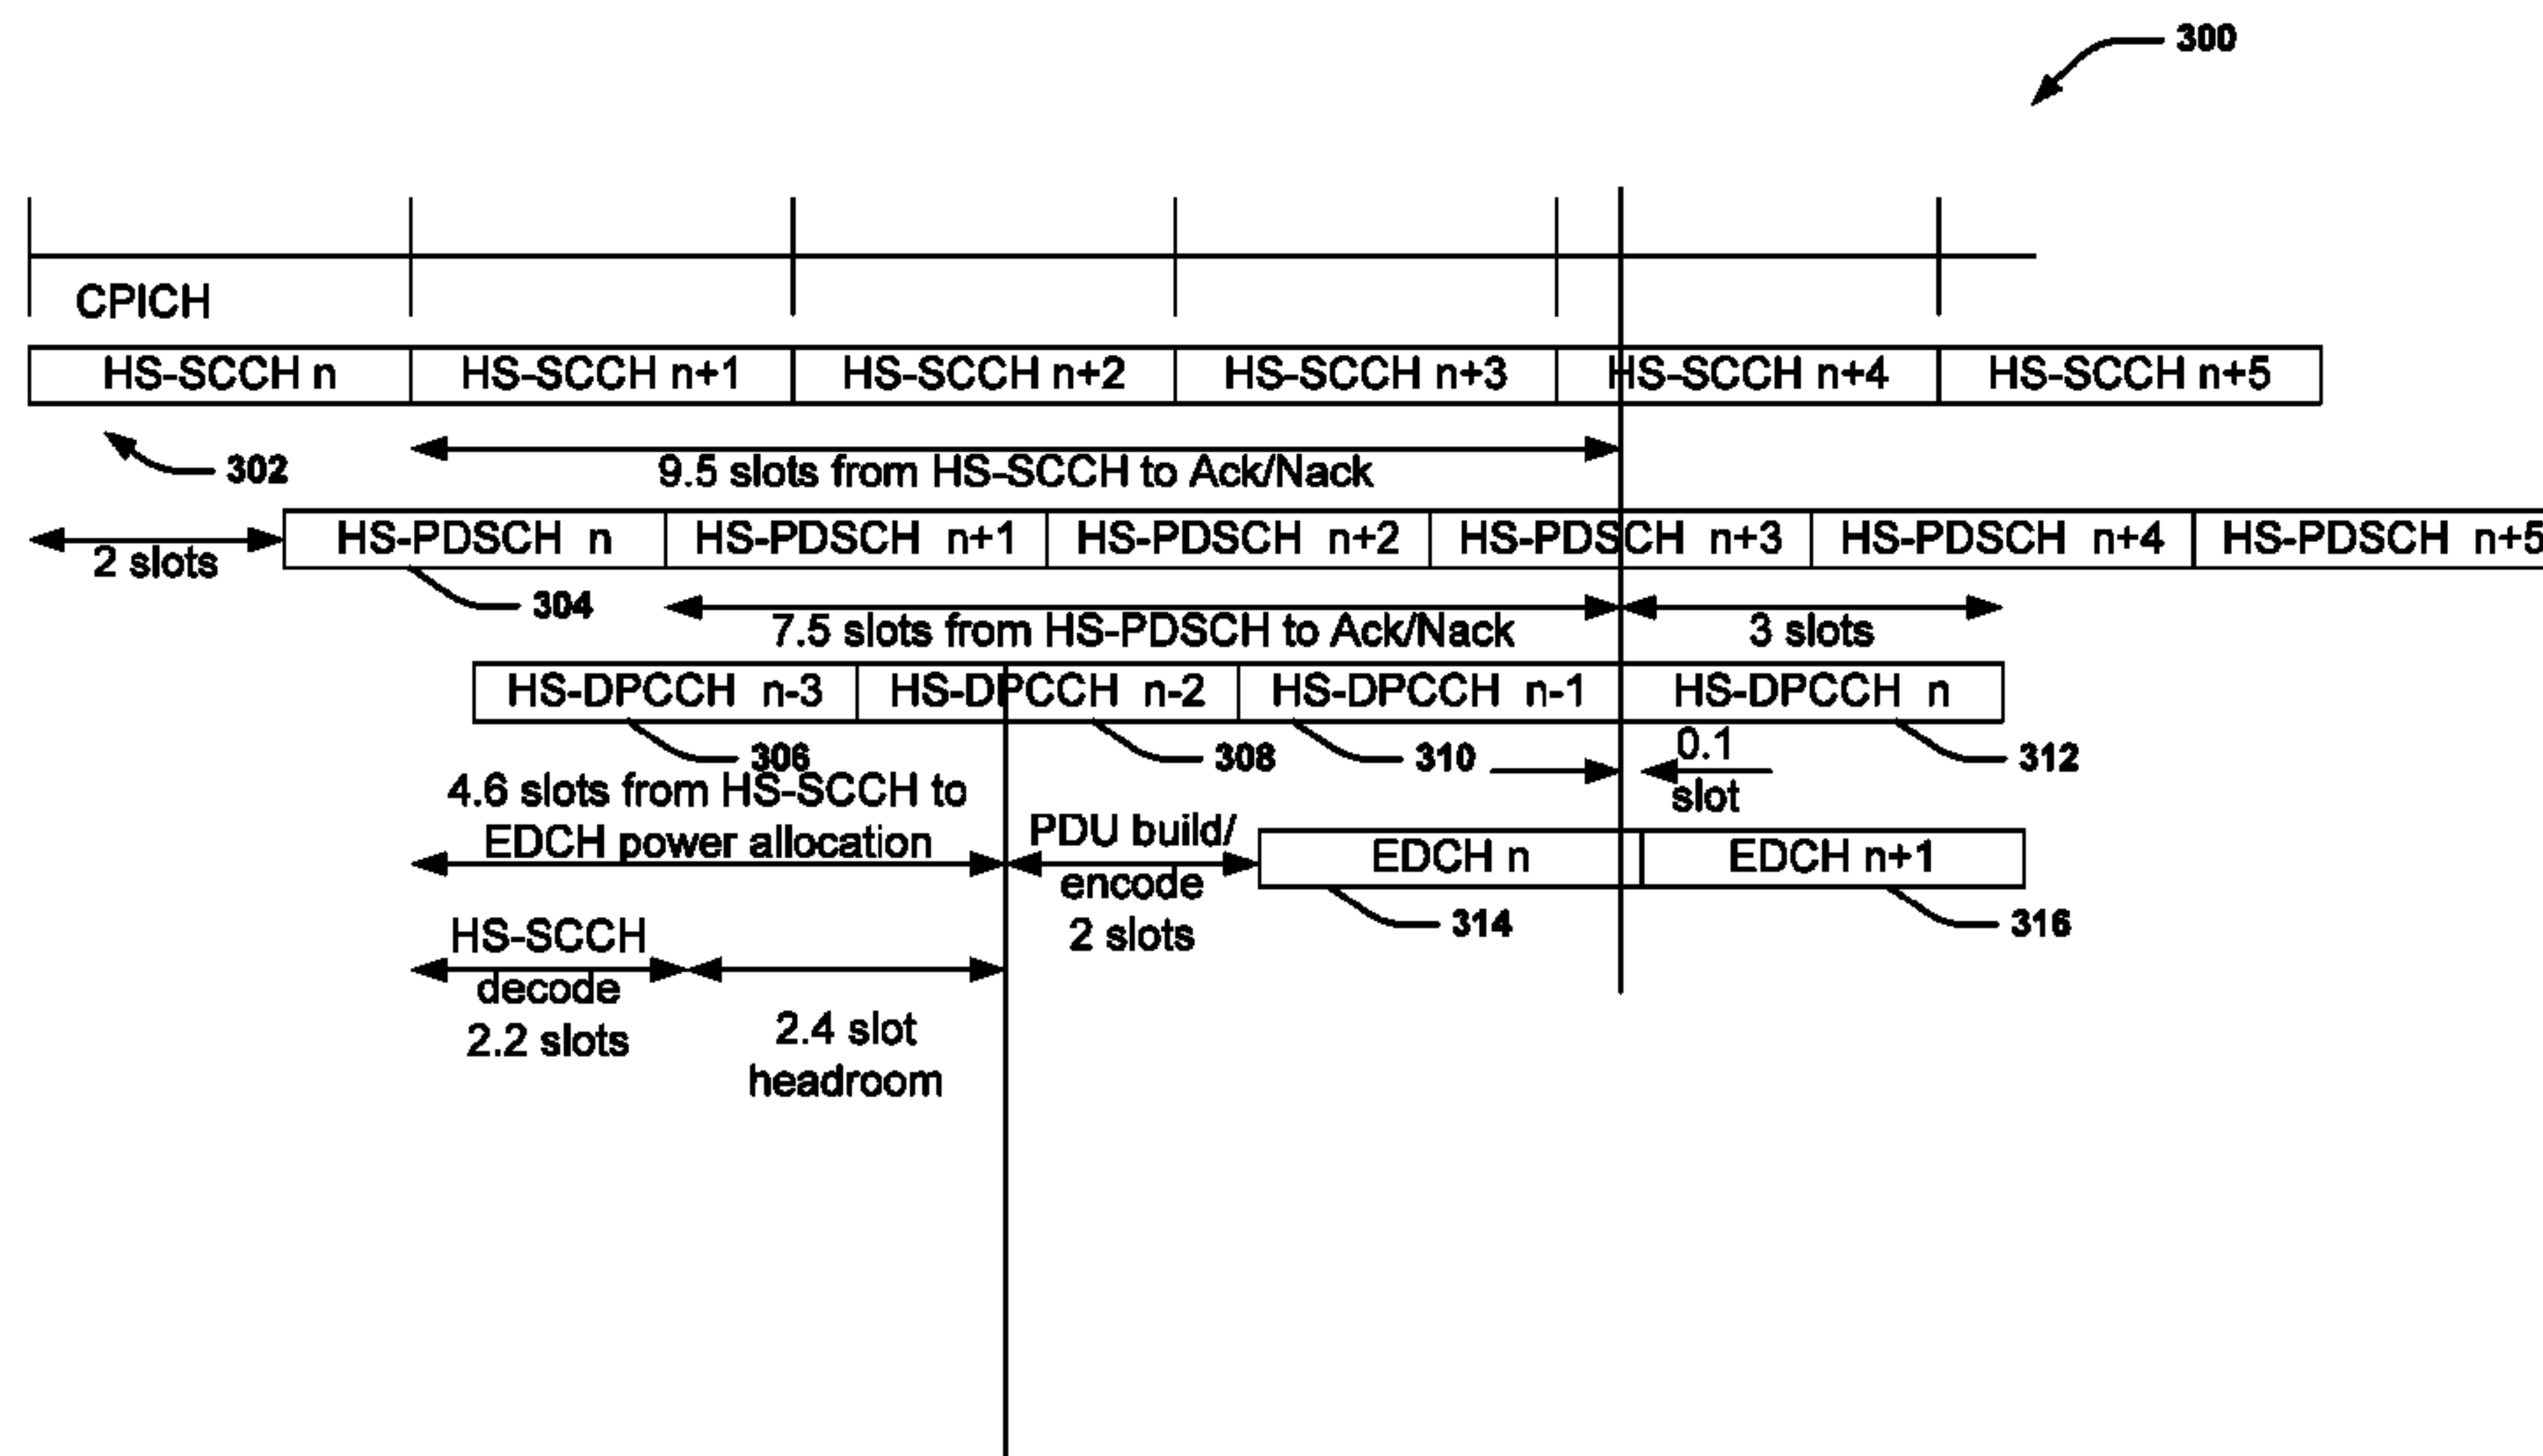 300
CPICH
HS-SCCH n HS-SCCH n+1 HS-SCCH n+2 HS-SCCH n+3 HS-SCCH n+4 HS-SCCH n+5
302
9.5 slots from HS-SCCH to Ack/Nack
HS-PDSCH n HS-PDSCH n+1 HS-PDSCH n+2 HS-PDSCH n+3 HS-PDSCH n+4 HS-PDSCH n+5
2 slots
304
7.5 slots from HS-PDSCH to Ack/Nack
3 slots
HS-DPCCH n-3 HS-DPCCH n-2 HS-DPCCH n-1 HS-DPCCH n
306
308
310
0.1
slot
312
4.6 slots from HS-SCCH to
EDCH power allocation
PDU build/
encode
2 slots
EDCH n EDCH n+1
314
316
HS-SCCH
decode
2.2 slots
2.4 slot
headroom